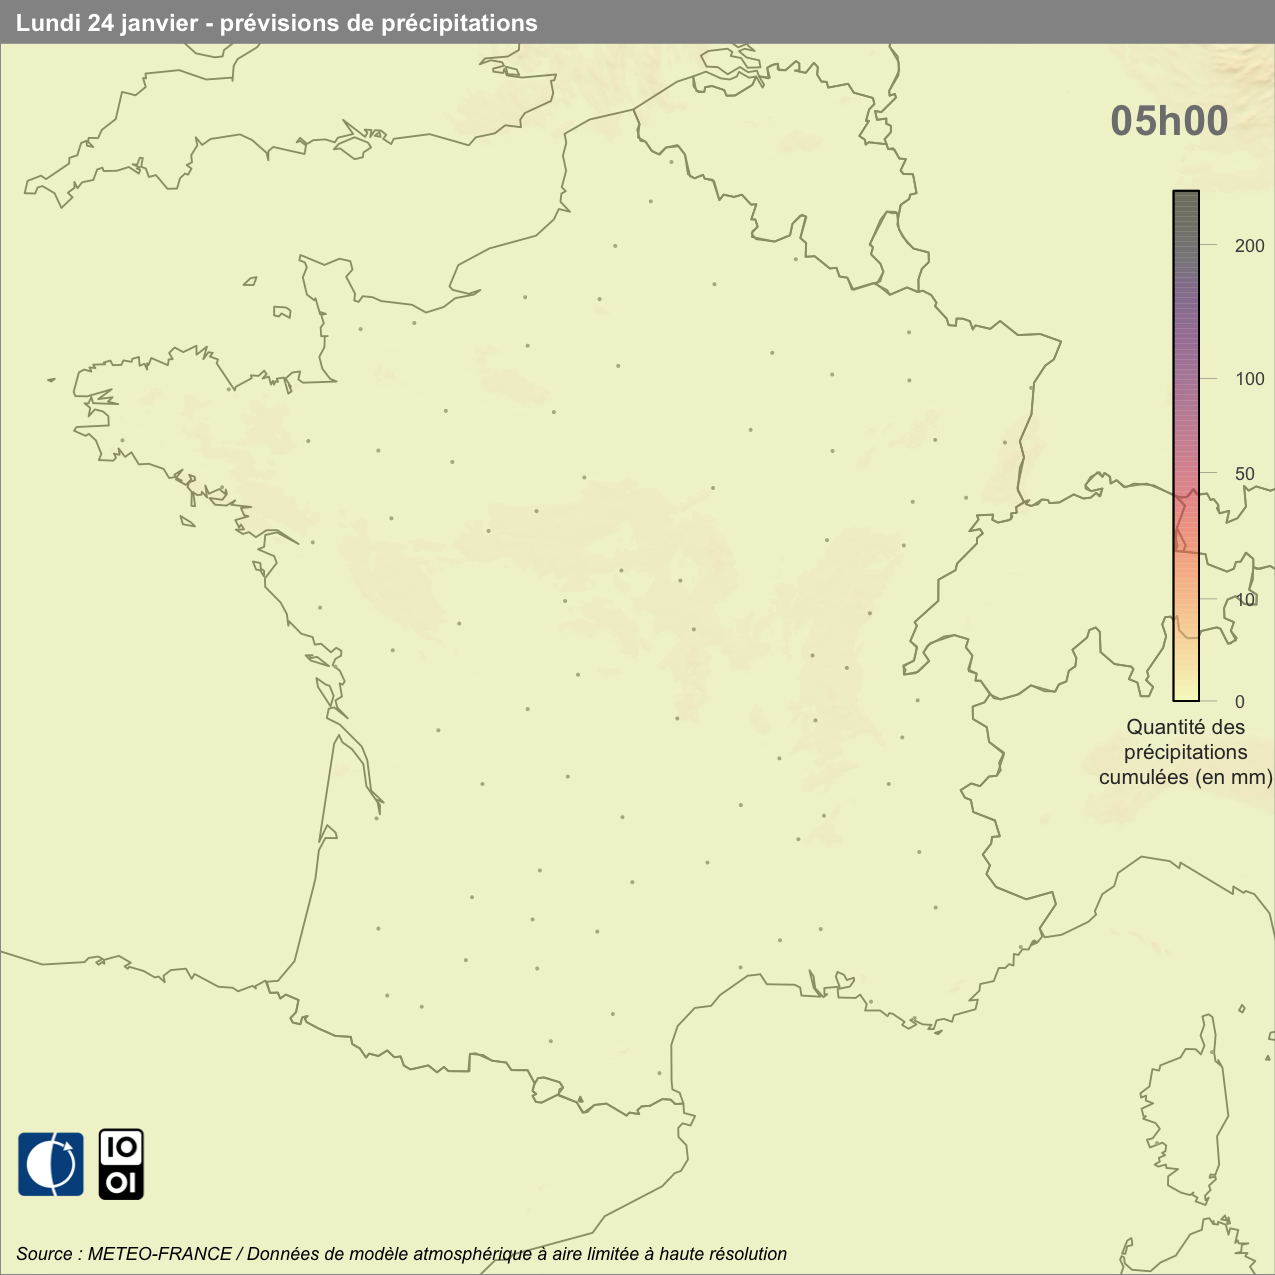 Lundi 24 janvier - prévisions de précipitations
05h00
200
100
50
10
0
Quantité des
précipitations
cumulées (en mm)
IO
OI
Source : METEO-FRANCE / Données de modèle atmosphérique à aire limitée à haute résolution